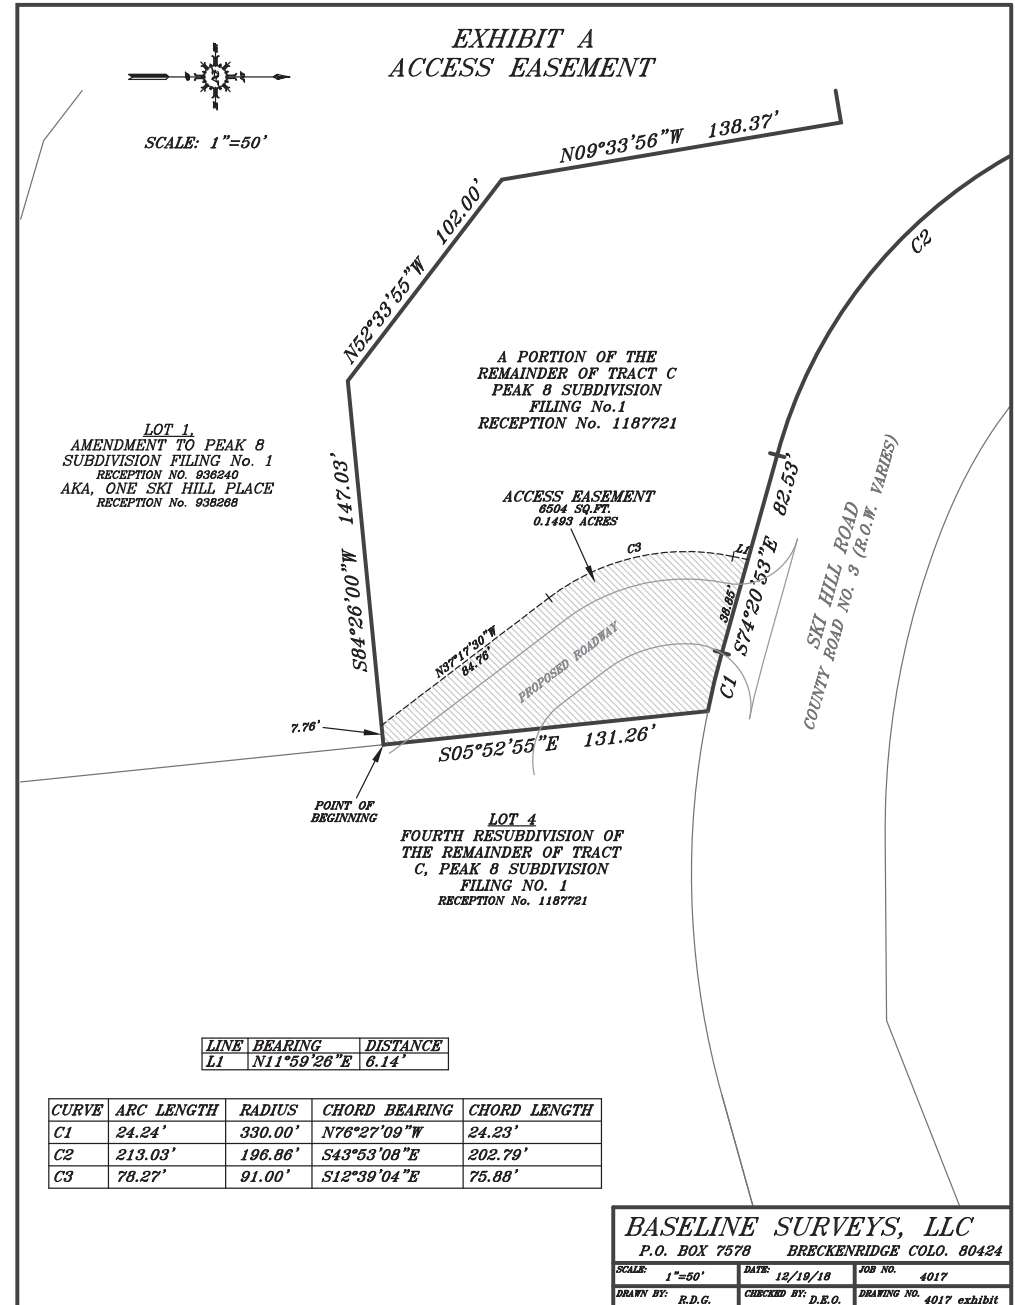 EXHIBIT A
ACCESS EASEMENT
SCALE: 1"=50'
N09°33'56"W 138.37'
N52°33'55"W 102.00'
C2
A PORTION OF THE
REMAINDER OF TRACT C
PEAK 8 SUBDIVISION
FILING No.1
RECEPTION No. 1187721
LOT 1,
AMENDMENT TO PEAK 8
SUBDIVISION FILING No. 1
RECEPTION NO. 936240
AKA, ONE SKI HILL PLACE
RECEPTION No. 938268
S84°26'00"W 147.03'
ACCESS EASEMENT
6504 SQ.FT.
0.1493 ACRES
C3
L1
S74°20'53"E 82.53'
38.85'
SKI HILL ROAD
COUNTY ROAD NO. 3 (R.O.W. VARIES)
N37°17'30"W
84.76'
PROPOSED ROADWAY
C1
7.76'
S05°52'55"E 131.26'
POINT OF
BEGINNING
LOT 4
FOURTH RESUBDIVISION OF
THE REMAINDER OF TRACT
C, PEAK 8 SUBDIVISION
FILING NO. 1
RECEPTION No. 1187721
LINE BEARING DISTANCE
L1 N11°59'26"E 6.14'
CURVE ARC LENGTH RADIUS CHORD BEARING CHORD LENGTH
C1 24.24' 330.00' N76°27'09"W 24.23'
C2 213.03' 196.86' S43°53'08"E 202.79'
C3 78.27' 91.00' S12°39'04"E 75.88'
BASELINE SURVEYS, LLC
P.O. BOX 7578 BRECKENRIDGE COLO. 80424
SCALE: 1"=50' DATE: 12/19/18 JOB NO. 4017
DRAWN BY: R.D.G. CHECKED BY: D.E.O. DRAWING NO. 4017 exhibit